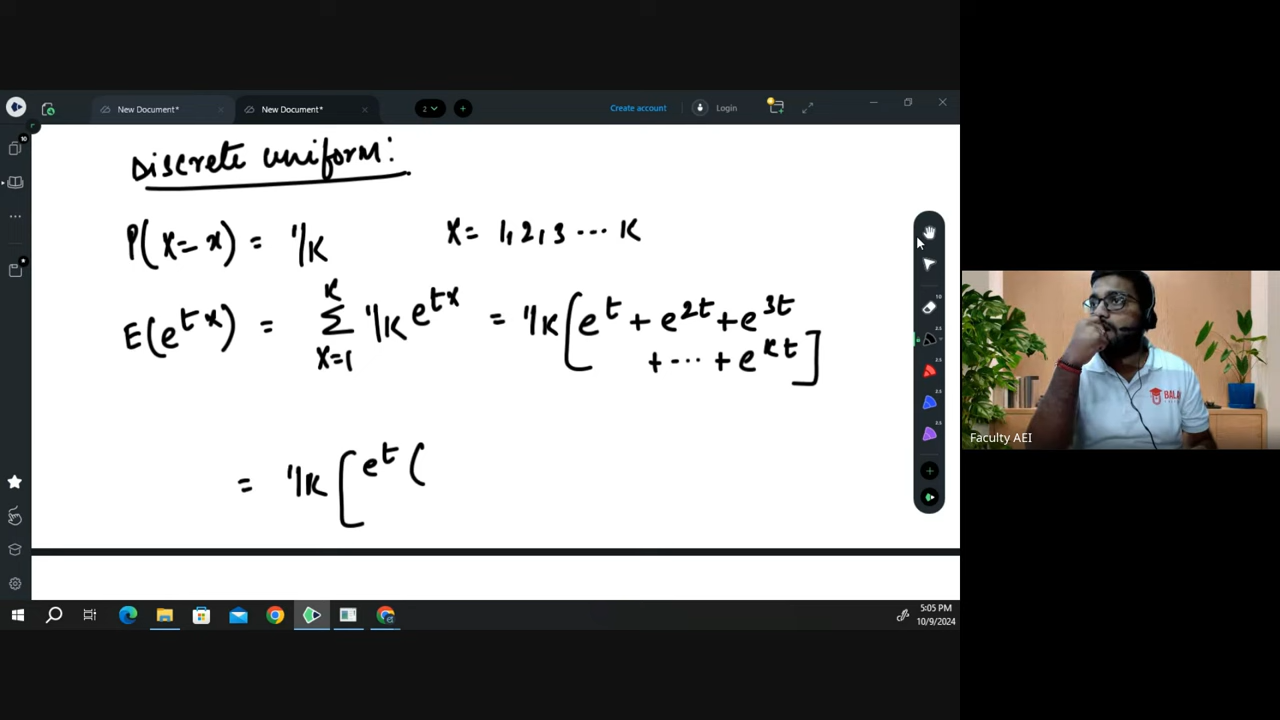 New Document* New Document* 2 Create account Login
Discrete uniform:
P(X=x) = 1/K X= 1,2,3 ... K
E(e^tx) = K Σ x=1 1/K e^tx = 1/K [e^t + e^2t + e^3t
+ ... + e^Kt]
= 1/K [e^t (
Faculty AEI
5:05 PM
10/9/2024